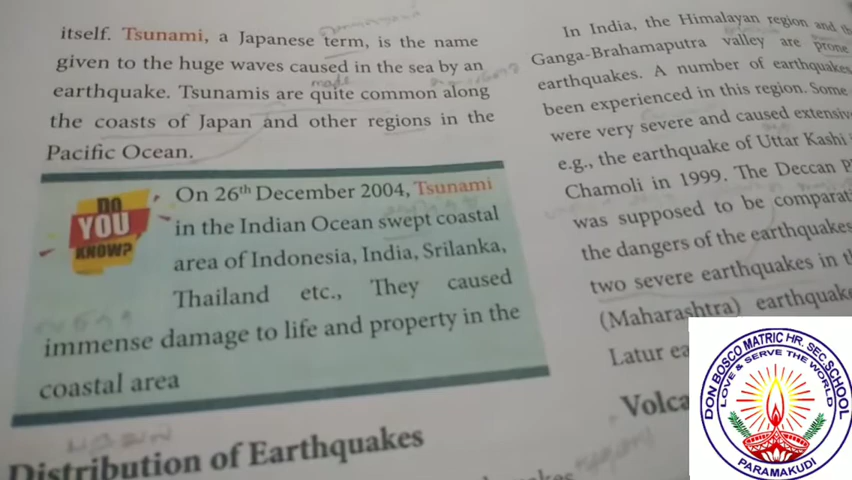 itself. Tsunami, a Japanese term, is the name
given to the huge waves caused in the sea by an
earthquake. Tsunamis are quite common along
the coasts of Japan and other regions in the
Pacific Ocean.
DO
YOU
KNOW?
On 26th December 2004, Tsunami
in the Indian Ocean swept coastal
area of Indonesia, India, Srilanka,
Thailand etc., They caused
immense damage to life and property in the
coastal area
Distribution of Earthquakes
In India, the Himalayan region and
Ganga-Brahamaputra valley are prone
earthquakes. A number of earthquakes
been experienced in this region. Some
were very severe and caused extensiv
e.g., the earthquake of Uttar Kashi
Chamoli in 1999. The Deccan P
was supposed to be comparati
the dangers of the earthquakes
two severe earthquakes in th
(Maharashtra) earthquake
Latur ea
Volca
DON BOSCO MATRIC HR. SEC SCHOOL
LOVE & SERVE THE WORLD
PARAMAKUDI